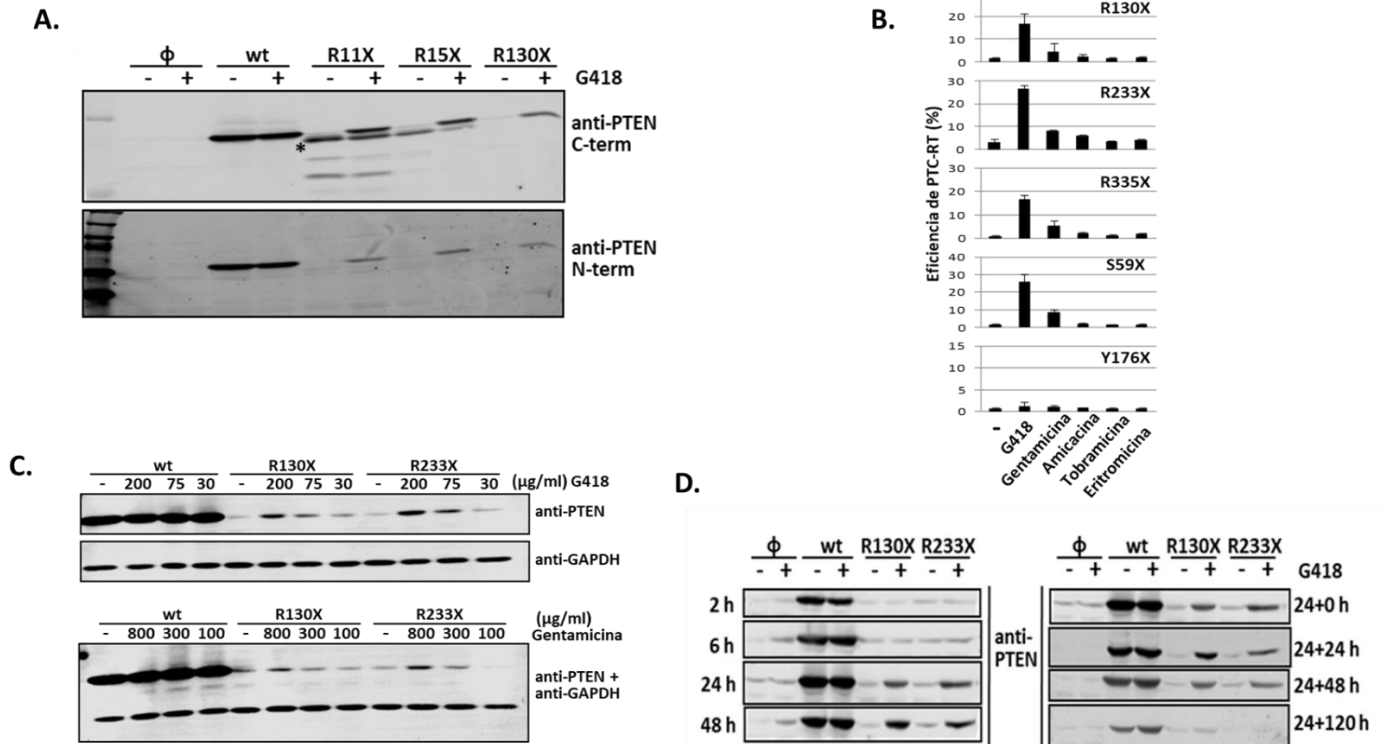 A.
ϕ wt R11X R15X R130X
- + - + - + - + - + G418
anti-PTEN
C-term
*
anti-PTEN
N-term
B.
Eficiencia de PTC-RT (%)
R130X
20
10
0
R233X
30
20
10
0
R335X
30
20
10
0
S59X
40
30
20
10
0
Y176X
15
10
5
0
- G418 Gentamicina Amicacina Tobramicina Eritromicina
C.
wt R130X R233X
- 200 75 30 - 200 75 30 - 200 75 30 (µg/ml) G418
anti-PTEN
anti-GAPDH
wt R130X R233X (µg/ml)
- 800 300 100 - 800 300 100 - 800 300 100 Gentamicina
anti-PTEN +
anti-GAPDH
D.
ϕ wt R130X R233X
- + - + - + - +
2 h
6 h
24 h
48 h
anti-
PTEN
ϕ wt R130X R233X
- + - + - + - + G418
24+0 h
24+24 h
24+48 h
24+120 h